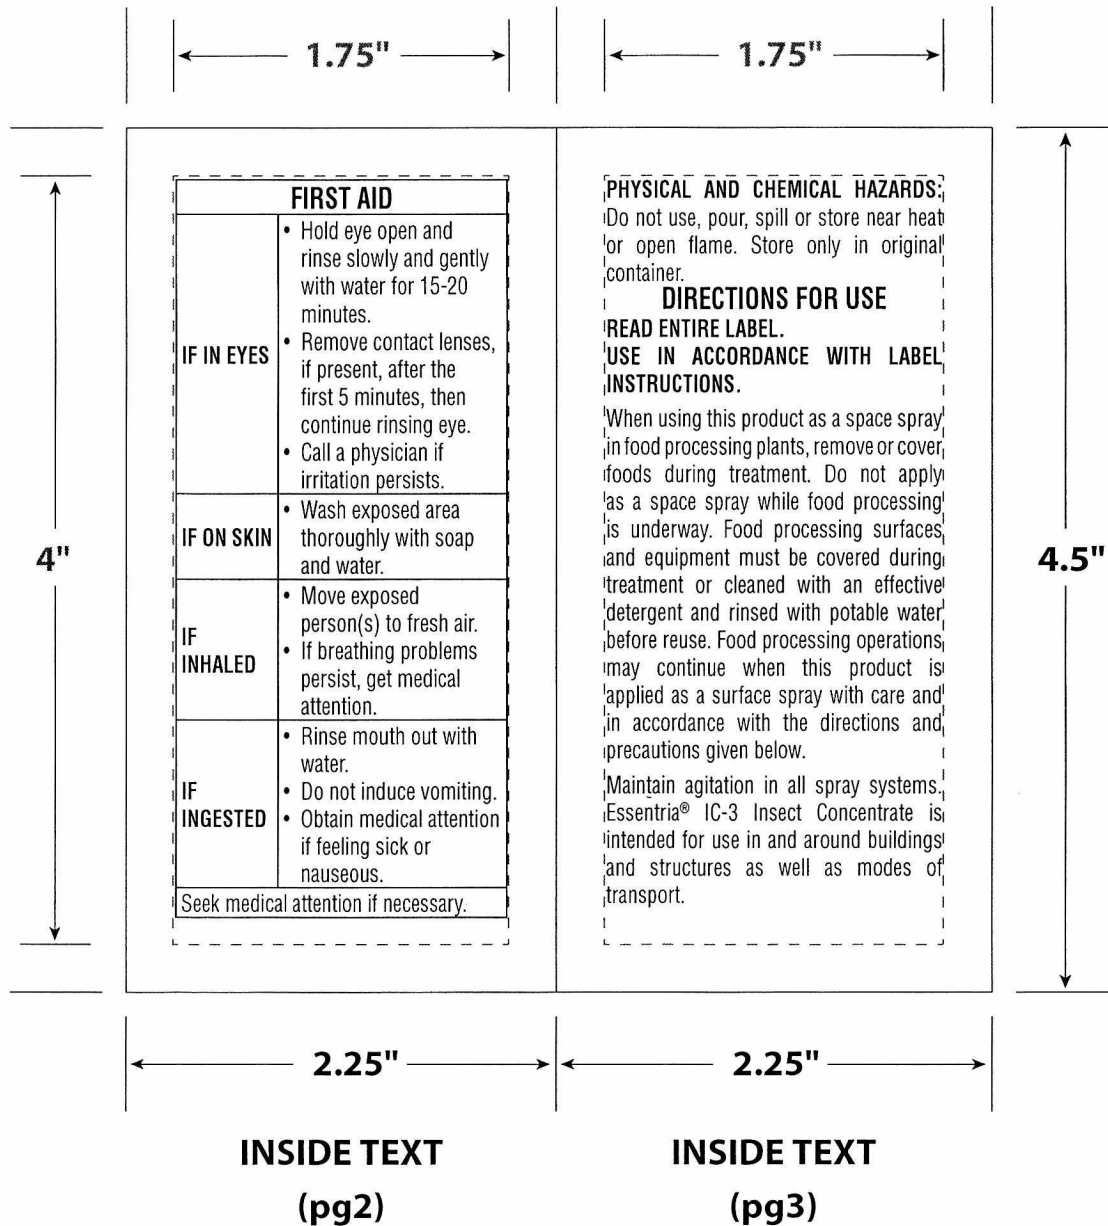 1.75"
1.75"
4"
4.5"
FIRST AID
IF IN EYES
• Hold eye open and
rinse slowly and gently
with water for 15-20
minutes.
• Remove contact lenses,
if present, after the
first 5 minutes, then
continue rinsing eye.
• Call a physician if
irritation persists.
IF ON SKIN
• Wash exposed area
thoroughly with soap
and water.
IF
INHALED
• Move exposed
person(s) to fresh air.
• If breathing problems
persist, get medical
attention.
IF
INGESTED
• Rinse mouth out with
water.
• Do not induce vomiting.
• Obtain medical attention
if feeling sick or
nauseous.
Seek medical attention if necessary.
PHYSICAL AND CHEMICAL HAZARDS:
Do not use, pour, spill or store near heat
or open flame. Store only in original
container.
DIRECTIONS FOR USE
READ ENTIRE LABEL.
USE IN ACCORDANCE WITH LABEL
INSTRUCTIONS.
When using this product as a space spray
in food processing plants, remove or cover
foods during treatment. Do not apply
as a space spray while food processing
is underway. Food processing surfaces
and equipment must be covered during
treatment or cleaned with an effective
detergent and rinsed with potable water
before reuse. Food processing operations
may continue when this product is
applied as a surface spray with care and
in accordance with the directions and
precautions given below.
Maintain agitation in all spray systems.
Essentria® IC-3 Insect Concentrate is
intended for use in and around buildings
and structures as well as modes of
transport.
2.25"
2.25"
INSIDE TEXT
(pg2)
INSIDE TEXT
(pg3)